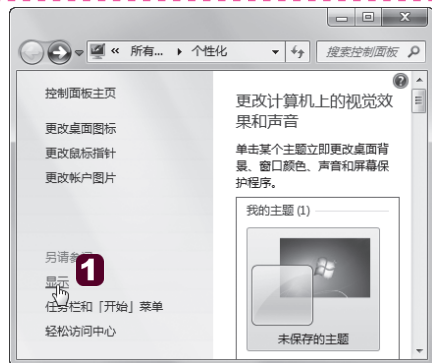 « 所有... ▸ 个性化
搜索控制面板
控制面板主页
更改桌面图标
更改鼠标指针
更改帐户图片
另请参阅
显示
任务栏和「开始」菜单
轻松访问中心
更改计算机上的视觉效
果和声音
单击某个主题立即更改桌面背
景、窗口颜色、声音和屏幕保
护程序。
我的主题 (1)
未保存的主题
1